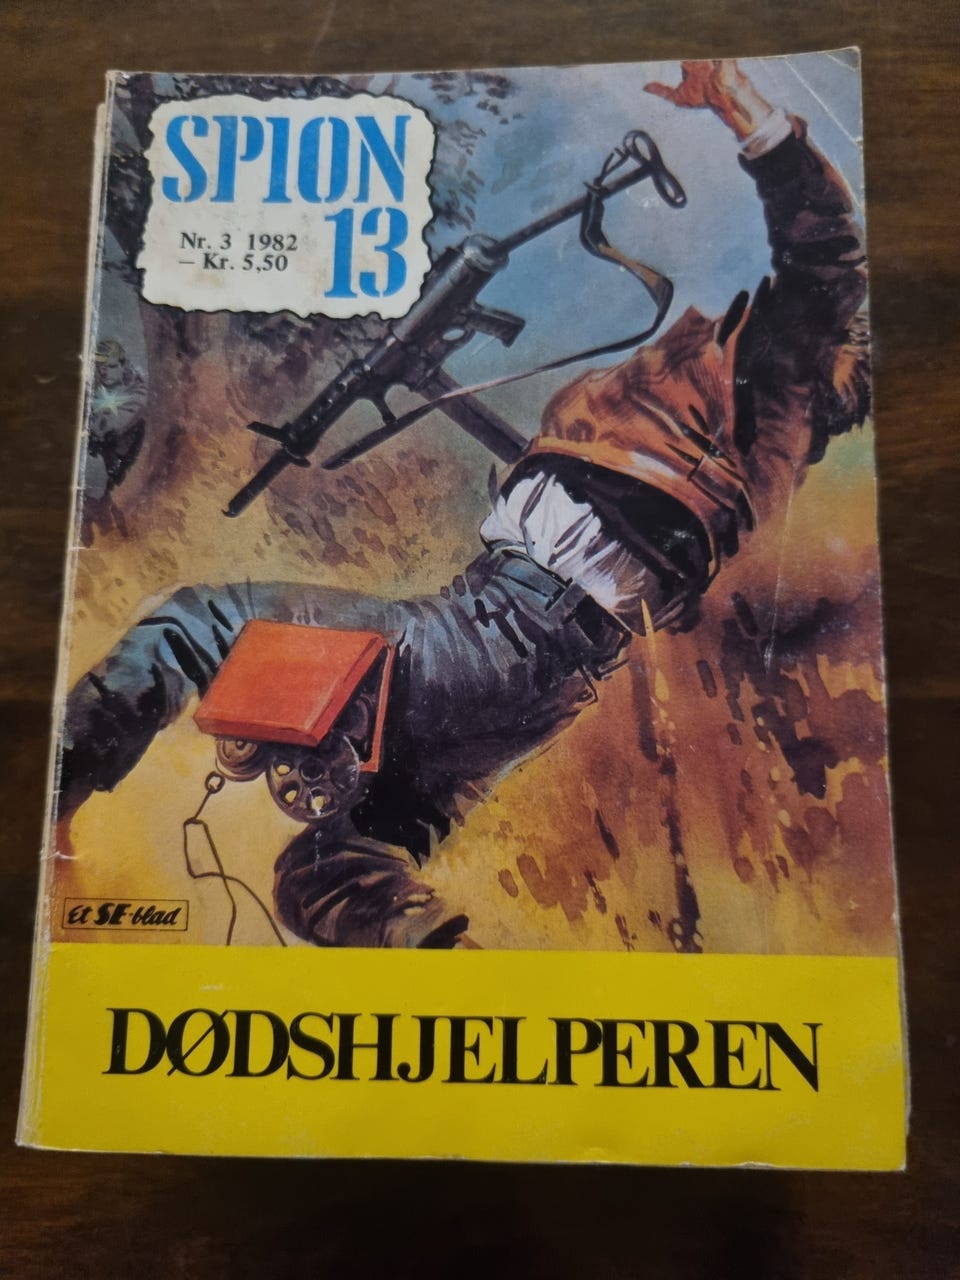 SPION
13
Nr. 3 1982
– Kr. 5,50
Et SE-blad
DØDSHJELPEREN